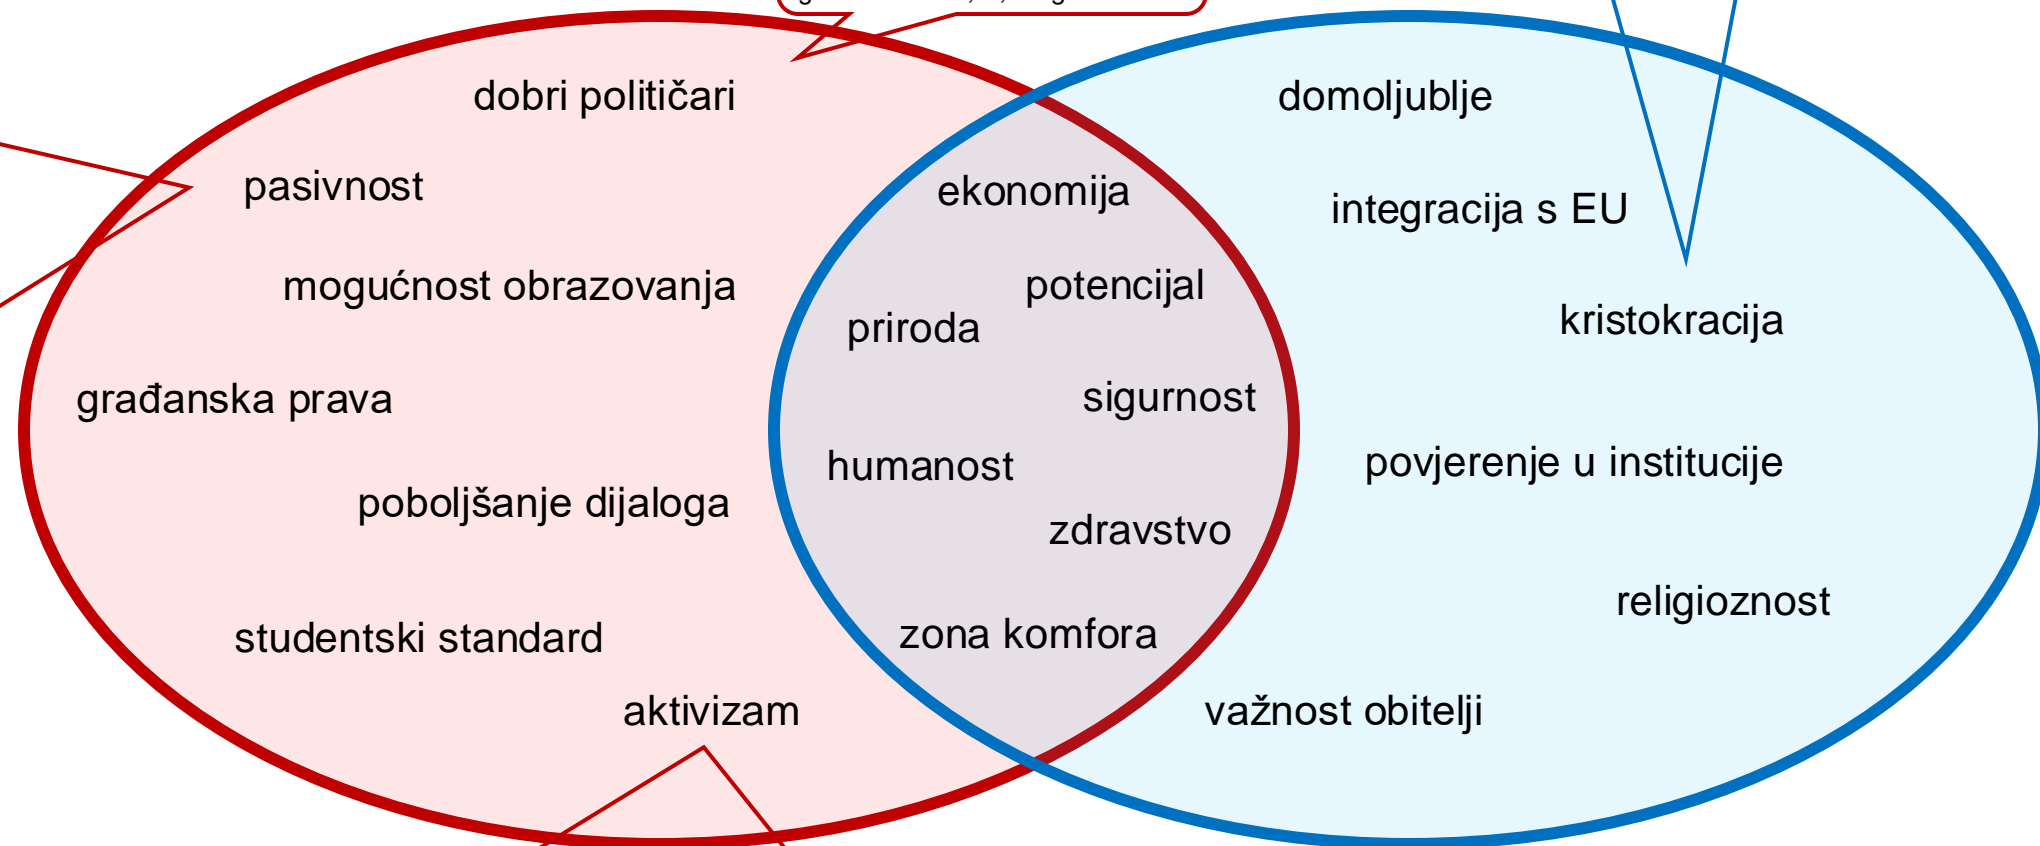 dobri političari
pasivnost
mogućnost obrazovanja
građanska prava
poboljšanje dijaloga
studentski standard
aktivizam
ekonomija
potencijal
priroda
sigurnost
humanost
zdravstvo
zona komfora
domoljublje
integracija s EU
kristokracija
povjerenje u institucije
religioznost
važnost obitelji